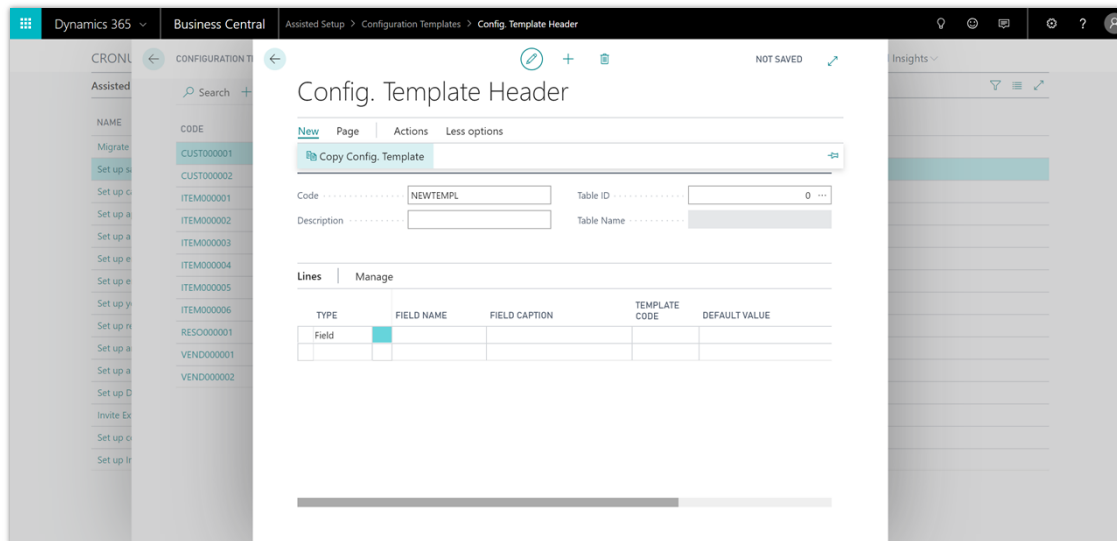 Dynamics 365 Business Central Assisted Setup > Configuration Templates > Config. Template Header ?
CRONU CONFIGURATION T NOT SAVED Insights
Assisted Search +
Config. Template Header
NAME CODE
New Page Actions Less options
Migrate CUST000001 Copy Config. Template
Set up CUST000002
Set up ITEM000001 Code NEWTEMPL Table ID 0 ...
Set up ITEM000002 Description Table Name
Set up ITEM000003
Set up ITEM000004
Set up ITEM000005 Lines Manage
Set up ITEM000006 TYPE FIELD NAME FIELD CAPTION TEMPLATE CODE DEFAULT VALUE
Set up RESO000001 Field
Set up VEND000001
Set up VEND000002
Set up D
Invite Ex
Set up
Set up In